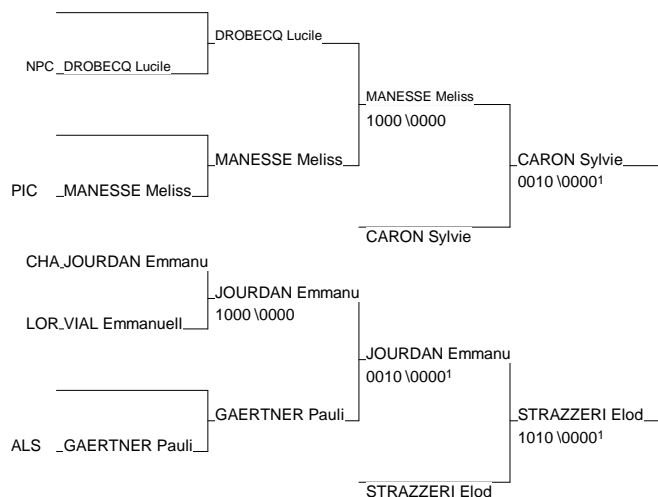 DROBECQ Lucile
NPC DROBECQ Lucile
MANESSE Meliss
1000 \0000
MANESSE Meliss
CARON Sylvie
0010 \0000¹
PIC MANESSE Meliss
CARON Sylvie
CHA JOURDAN Emmanu
JOURDAN Emmanu
1000 \0000
LOR VIAL Emmanuell
JOURDAN Emmanu
0010 \0000¹
GAERTNER Pauli
STRAZZERI Elod
1010 \0000¹
ALS GAERTNER Pauli
STRAZZERI Elod